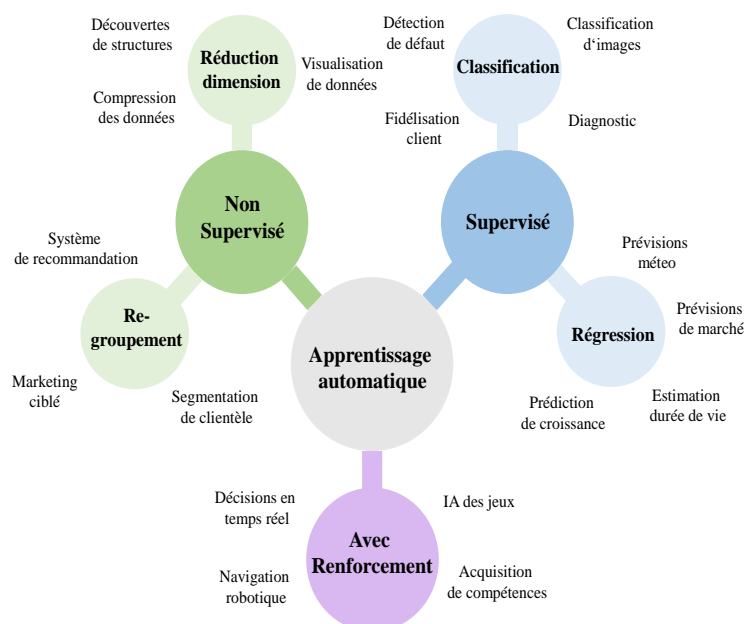 Découvertes
de structures
Réduction
dimension
Visualisation
de données
Compression
des données
Détection
de défaut
Classification
d‘images
Classification
Fidélisation
client
Diagnostic
Non
Supervisé
Supervisé
Système
de recommandation
Re-
groupement
Marketing
ciblé
Segmentation
de clientèle
Apprentissage
automatique
Prévisions
méteo
Régression
Prévisions
de marché
Prédiction
de croissance
Estimation
durée de vie
Décisions en
temps réel
IA des jeux
Avec
Renforcement
Navigation
robotique
Acquisition
de compétences